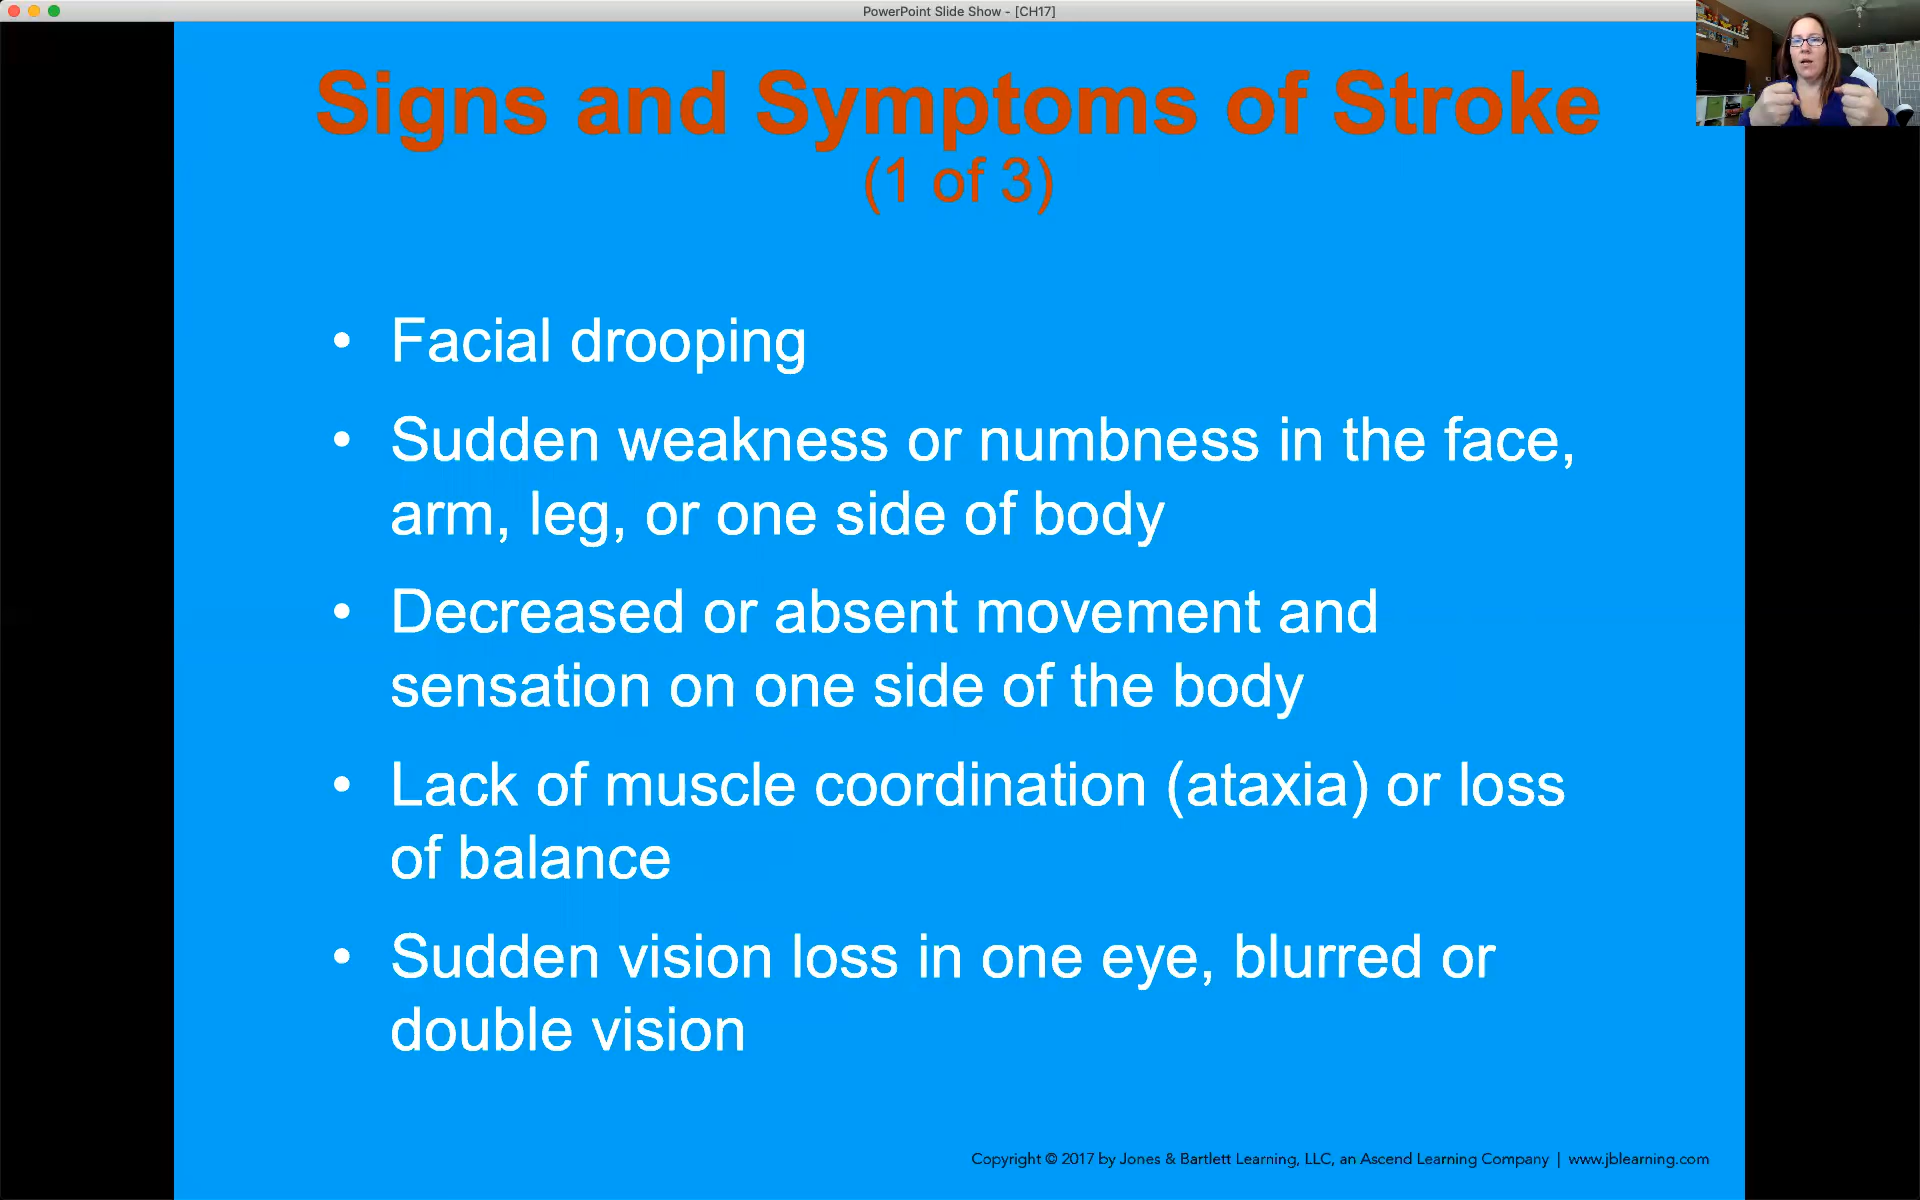 PowerPoint Slide Show - [CH17]
Signs and Symptoms of Stroke
(1 of 3)
• Facial drooping
• Sudden weakness or numbness in the face,
arm, leg, or one side of body
• Decreased or absent movement and
sensation on one side of the body
• Lack of muscle coordination (ataxia) or loss
of balance
• Sudden vision loss in one eye, blurred or
double vision
Copyright © 2017 by Jones & Bartlett Learning, LLC, an Ascend Learning Company | www.jblearning.com